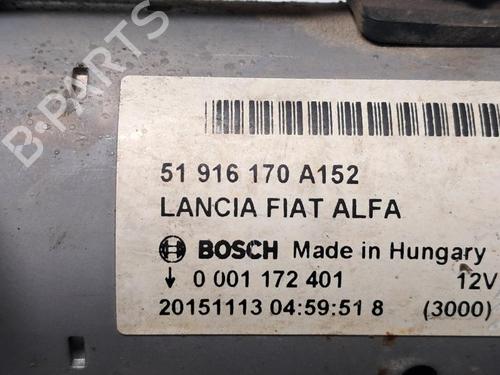 B-PARTS
51 916 170 A152
LANCIA FIAT ALFA
BOSCH Made in Hungary
0 001 172 401 12V
20151113 04:59:51 8 (3000)